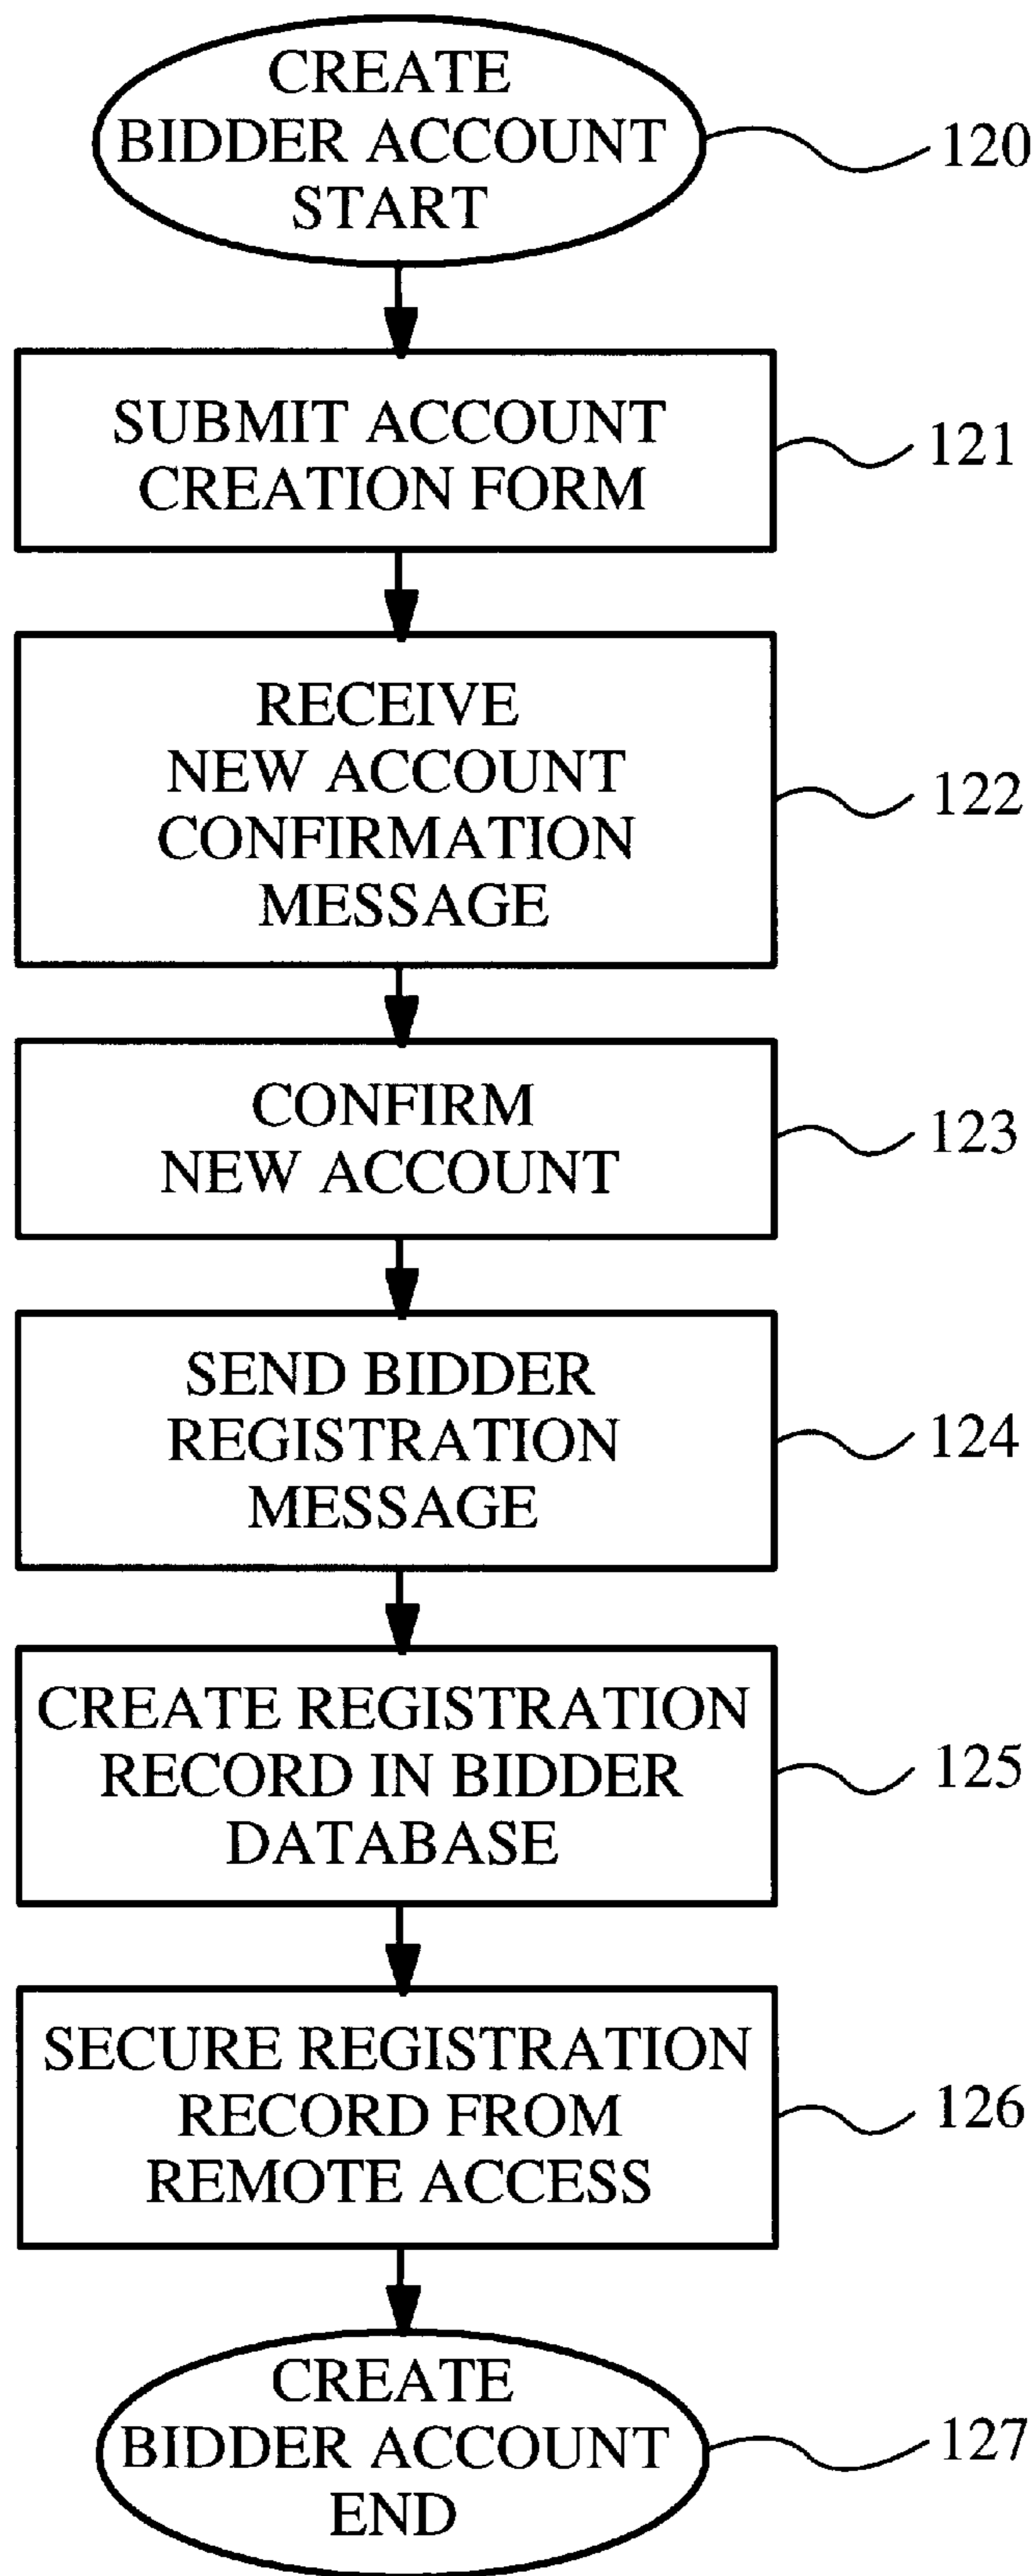 CREATE
BIDDER ACCOUNT
START
120
SUBMIT ACCOUNT
CREATION FORM
121
RECEIVE
NEW ACCOUNT
CONFIRMATION
MESSAGE
122
CONFIRM
NEW ACCOUNT
123
SEND BIDDER
REGISTRATION
MESSAGE
124
CREATE REGISTRATION
RECORD IN BIDDER
DATABASE
125
SECURE REGISTRATION
RECORD FROM
REMOTE ACCESS
126
CREATE
BIDDER ACCOUNT
END
127